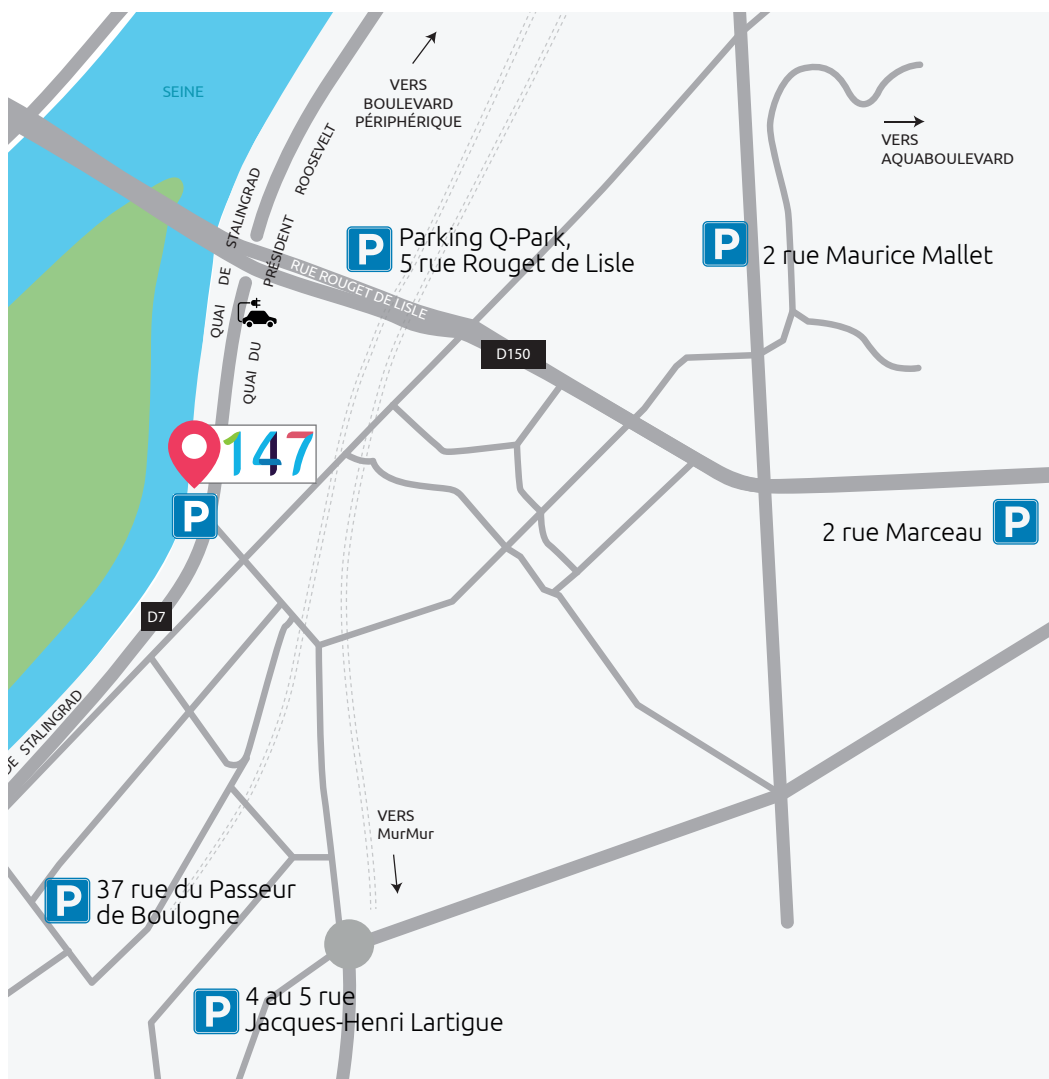 SEINE
VERS
BOULEVARD
PÉRIPHÉRIQUE
VERS
AQUABOULEVARD
QUAI DE STALINGRAD
QUAI DU PRÉSIDENT ROOSEVELT
P
Parking Q-Park,
5 rue Rouget de Lisle
P
2 rue Maurice Mallet
RUE ROUGET DE LISLE
D150
147
P
2 rue Marceau
P
D7
DE STALINGRAD
VERS
MurMur
P
37 rue du Passeur
de Boulogne
P
4 au 5 rue
Jacques-Henri Lartigue